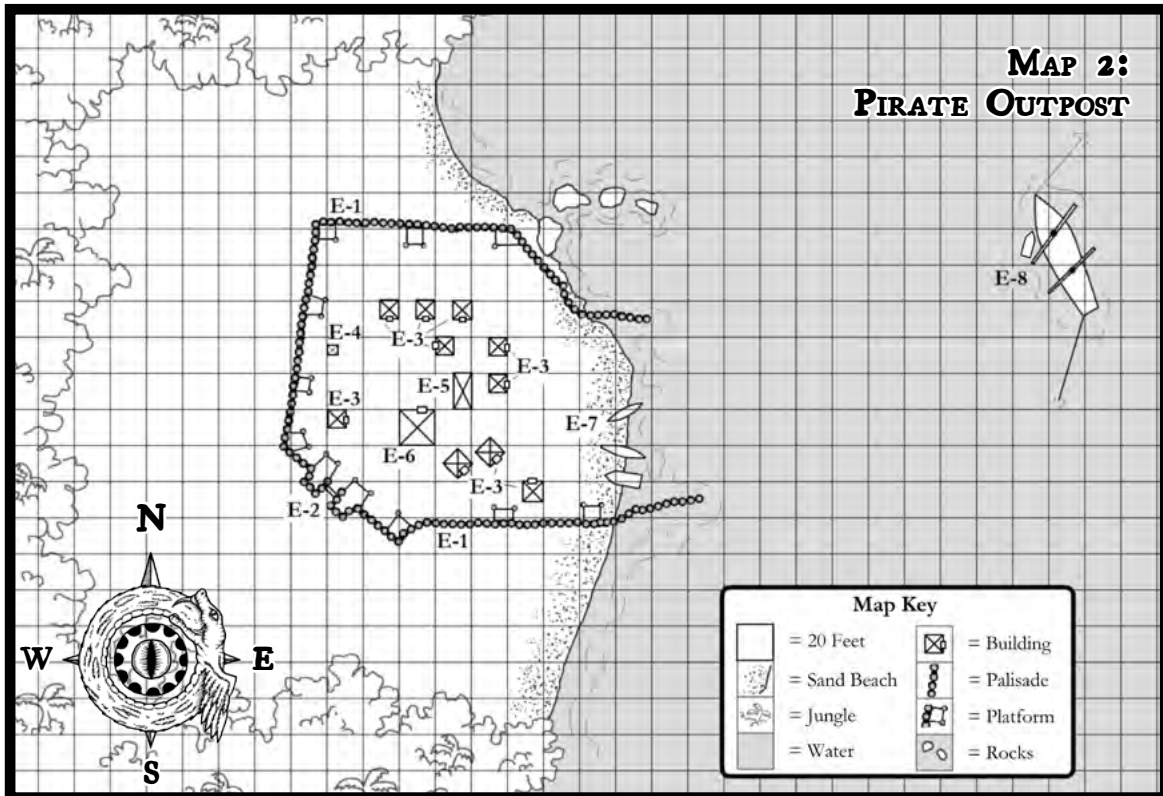 Map 2:
Pirate Outpost
E-1
E-8
E-4
E-3
E-3
E-5
E-3
E-7
E-6
E-3
E-2
E-1
N
W
E
S
Map Key
= 20 Feet
= Building
= Sand Beach
= Palisade
= Jungle
= Platform
= Water
= Rocks